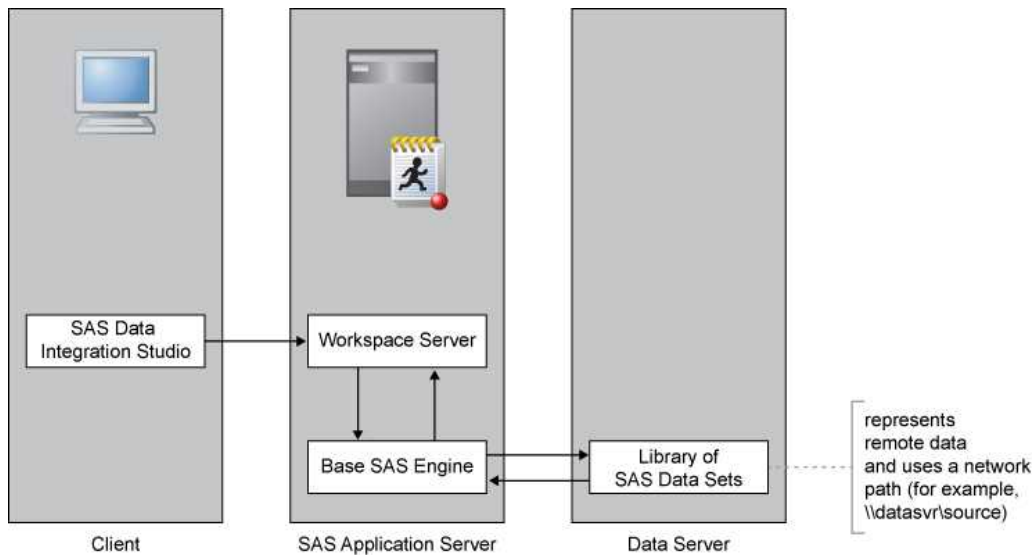 SAS Data
Integration Studio
Workspace Server
Base SAS Engine
Library of
SAS Data Sets
represents
remote data
and uses a network
path (for example,
\\datasvr\source)
Client
SAS Application Server
Data Server